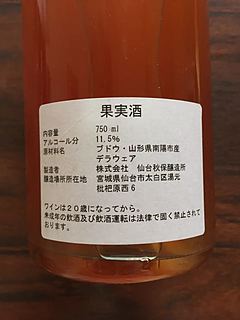 果実酒
内容量 750 ml
アルコール分 11.5%
原材料名 ブドウ・山形県南陽市産
デラウェア
製造者 株式会社 仙台秋保醸造所
醸造場所所在地 宮城県仙台市太白区湯元
枇杷原西6
ワインは20歳になってから。
未成年の飲酒及び飲酒運転は法律で固く禁されて
おります。